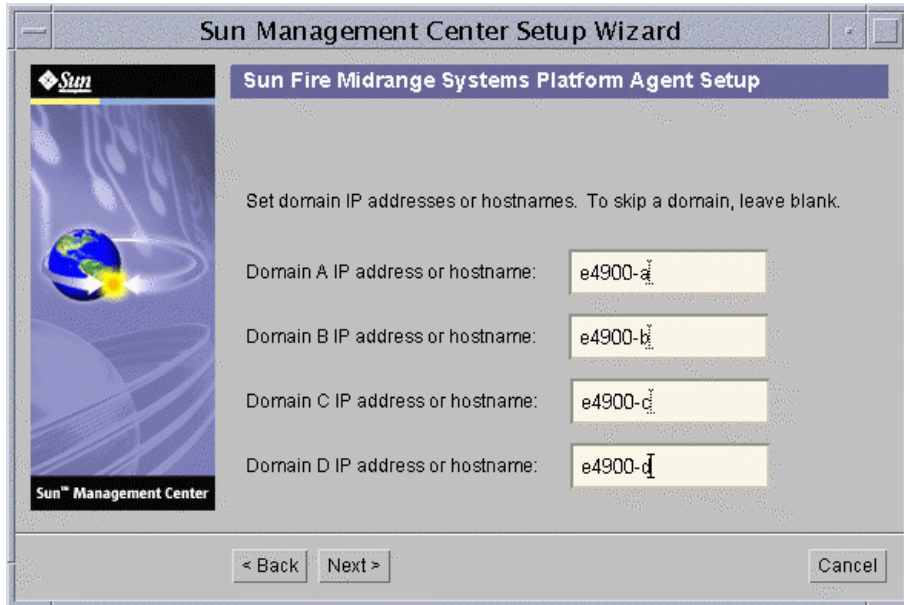 Sun Management Center Setup Wizard
Sun
Sun Fire Midrange Systems Platform Agent Setup
Set domain IP addresses or hostnames. To skip a domain, leave blank.
Domain A IP address or hostname: e4900-a
Domain B IP address or hostname: e4900-b
Domain C IP address or hostname: e4900-c
Domain D IP address or hostname: e4900-d
Sun™ Management Center
< Back Next > Cancel